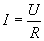 I = U/R